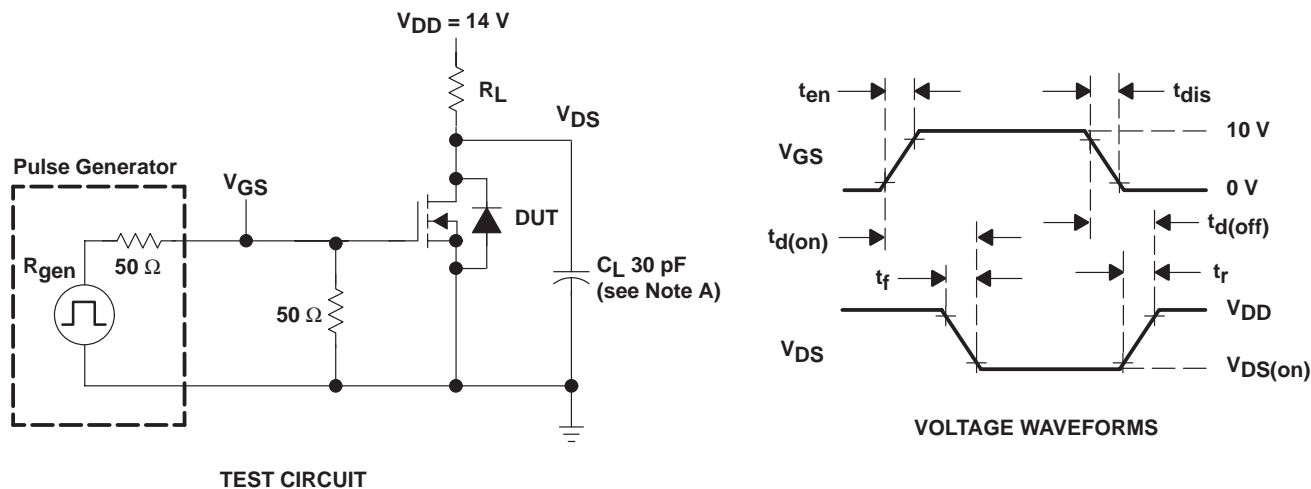 VDD = 14 V
RL
VDS
Pulse Generator
VGS
DUT
Rgen
50 Ω
50 Ω
CL 30 pF
(see Note A)
TEST CIRCUIT
ten
tdis
10 V
VGS
0 V
td(on)
td(off)
tf
tr
VDD
VDS
VDS(on)
VOLTAGE WAVEFORMS